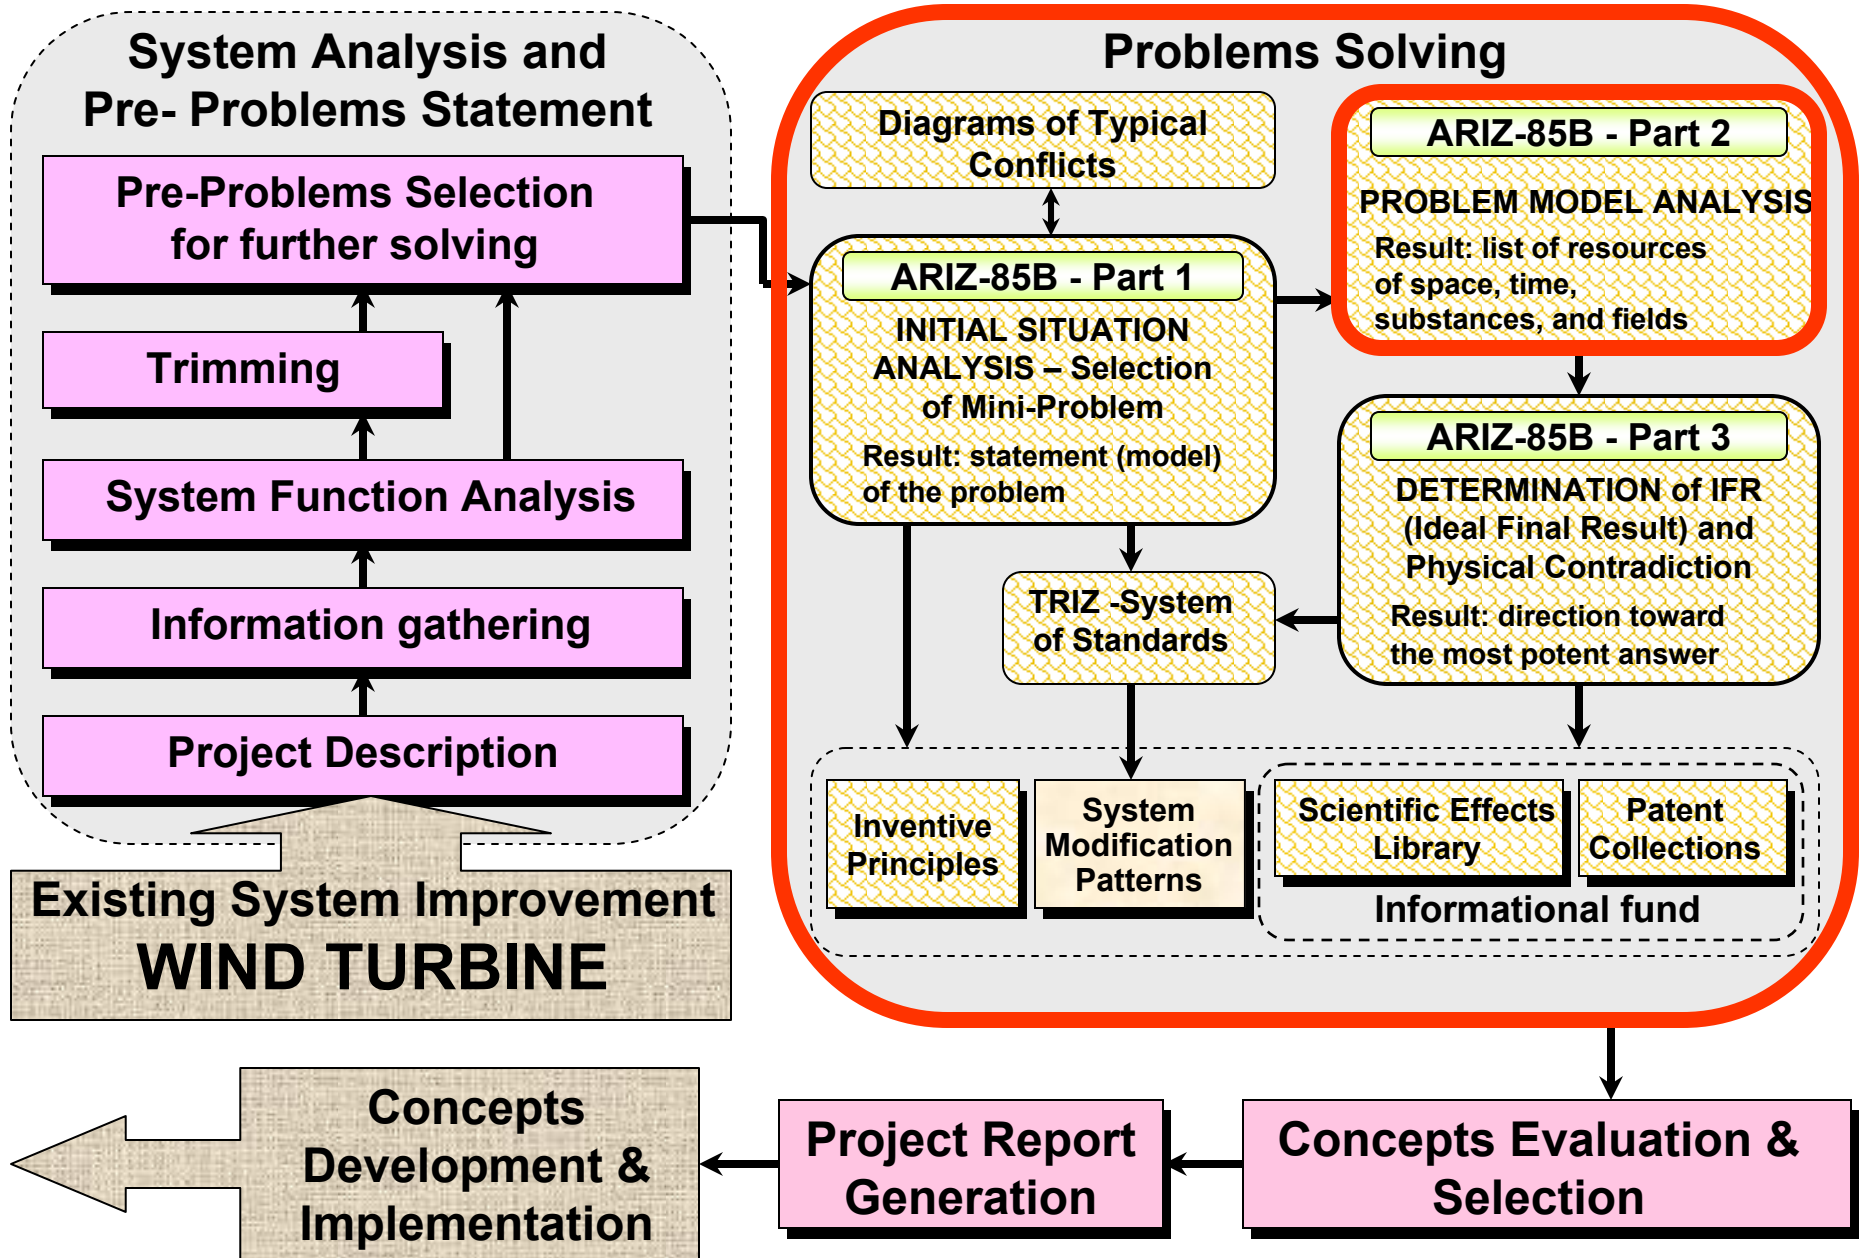 System Analysis and
Pre- Problems Statement
Pre-Problems Selection
for further solving
Trimming
System Function Analysis
Information gathering
Project Description
Existing System Improvement
WIND TURBINE
Problems Solving
Diagrams of Typical
Conflicts
ARIZ-85B - Part 1
INITIAL SITUATION
ANALYSIS – Selection
of Mini-Problem
Result: statement (model)
of the problem
ARIZ-85B - Part 2
PROBLEM MODEL ANALYSIS
Result: list of resources
of space, time,
substances, and fields
ARIZ-85B - Part 3
DETERMINATION of IFR
(Ideal Final Result) and
Physical Contradiction
Result: direction toward
the most potent answer
TRIZ -System
of Standards
Inventive
Principles
System
Modification
Patterns
Scientific Effects
Library
Patent
Collections
Informational fund
Concepts Evaluation &
Selection
Project Report
Generation
Concepts
Development &
Implementation